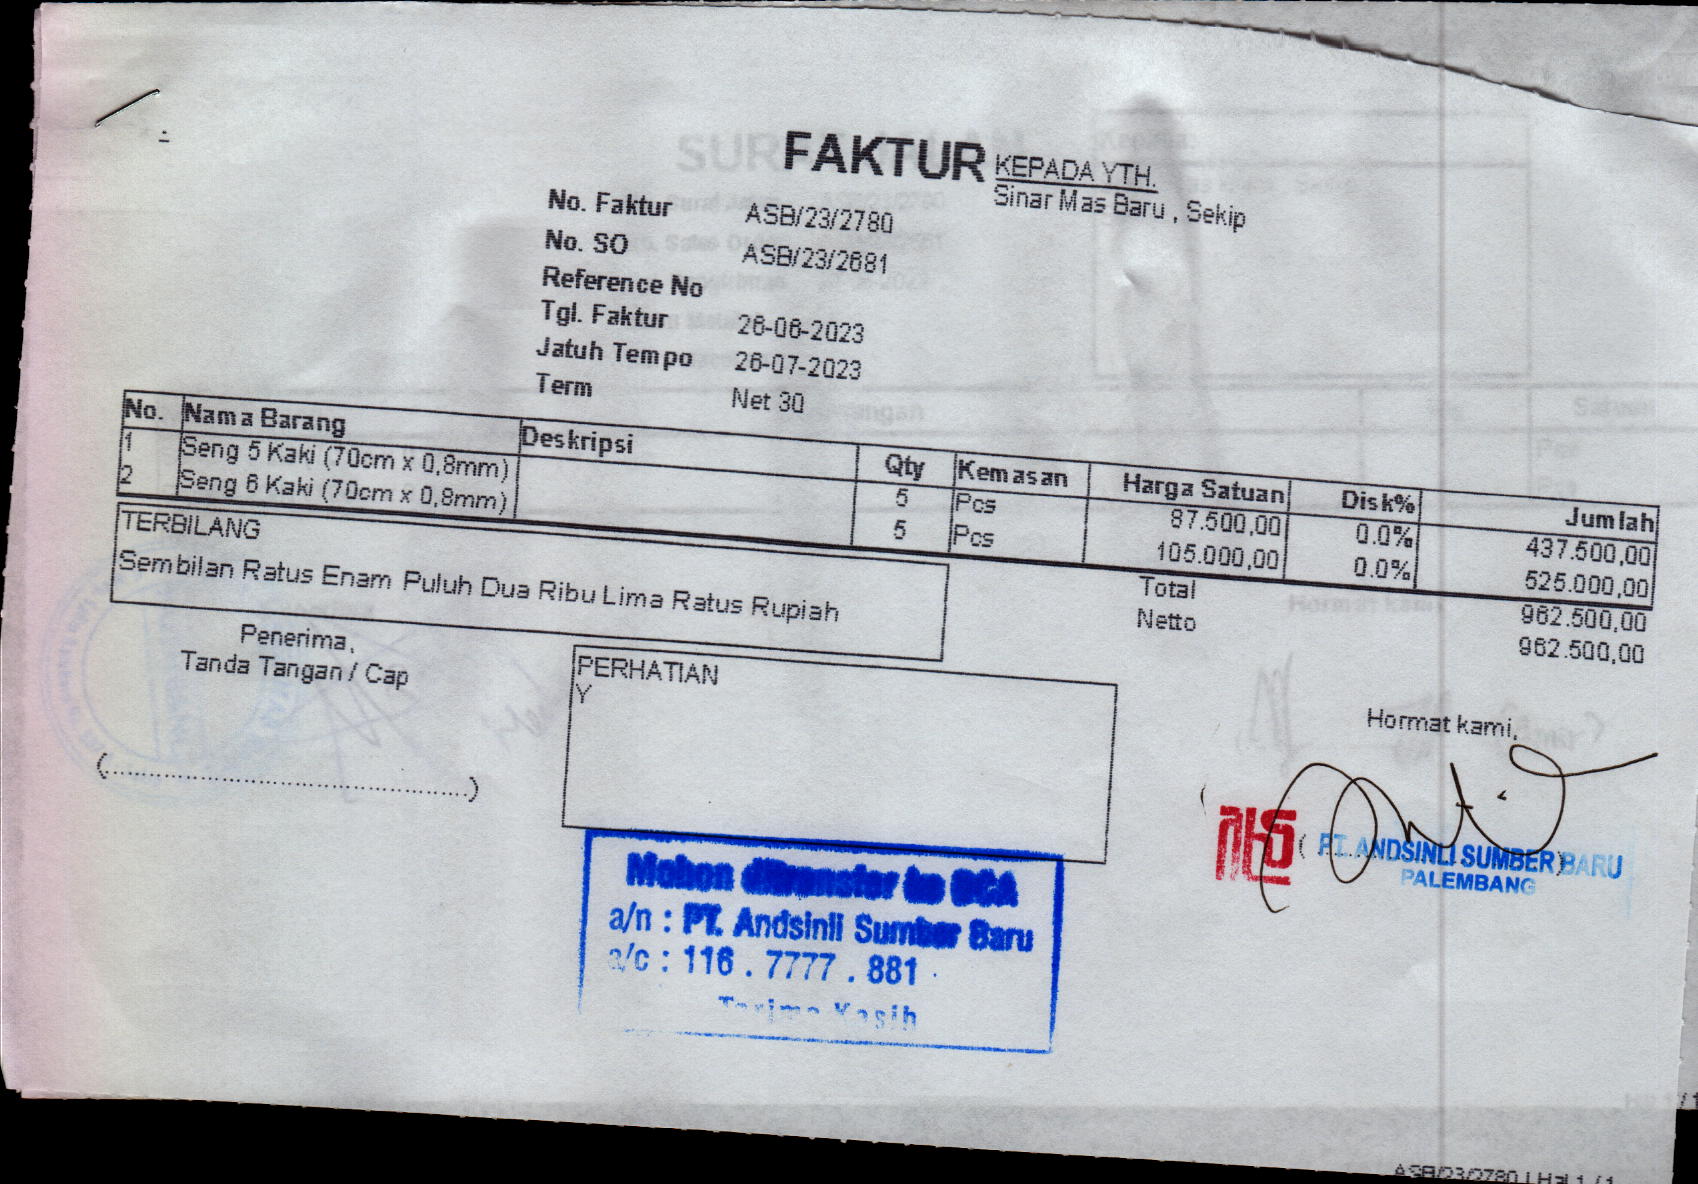 FAKTUR
KEPADA YTH.
Sinar Mas Baru , Sekip
No. Faktur ASB/23/2780
No. SO ASB/23/2681
Reference No
Tgl. Faktur 26-06-2023
Jatuh Tempo 26-07-2023
Term Net 30
No. Nama Barang Deskripsi Qty Kemasan Harga Satuan Disk% Jumlah
1 Seng 5 Kaki (70cm x 0,8mm) 5 Pcs 87.500,00 0.0% 437.500,00
2 Seng 6 Kaki (70cm x 0,8mm) 5 Pcs 105.000,00 0.0% 525.000,00
TERBILANG
Sembilan Ratus Enam Puluh Dua Ribu Lima Ratus Rupiah
Total 962.500,00
Netto 962.500,00
Penerima,
Tanda Tangan / Cap
(................................................)
PERHATIAN
Y
Hormat kami,
PT. ANDSINLI SUMBER BARU
PALEMBANG
Mohon ditransfer ke BCA
a/n : PT. Andsinli Sumber Baru
a/c : 116 . 7777 . 881
Terima Kasih
ASB/23/2780 | Hal 1 / 1